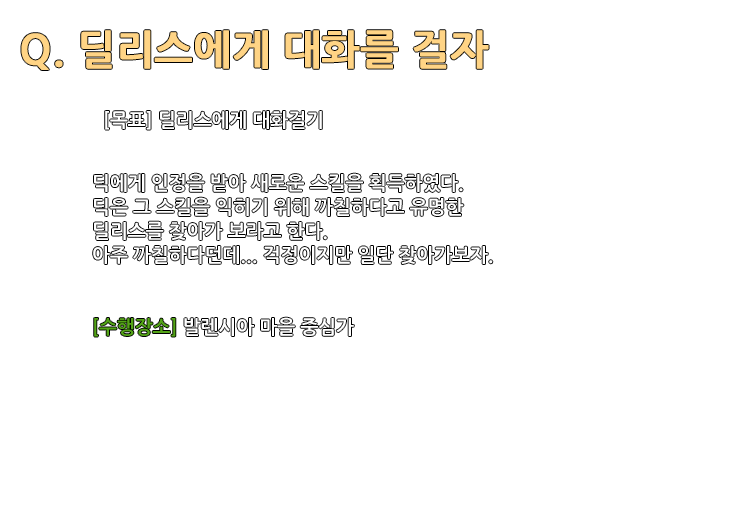 Q. 딜리스에게 대화를 걸자
[목표] 딜리스에게 대화걸기
딕에게 인정을 받아 새로운 스킬을 획득하였다.
딕은 그 스킬을 익히기 위해 까칠하다고 유명한
딜리스를 찾아가 보라고 한다.
아주 까칠하다던데... 걱정이지만 일단 찾아가보자.
[수행장소] 발렌시아 마을 중심가